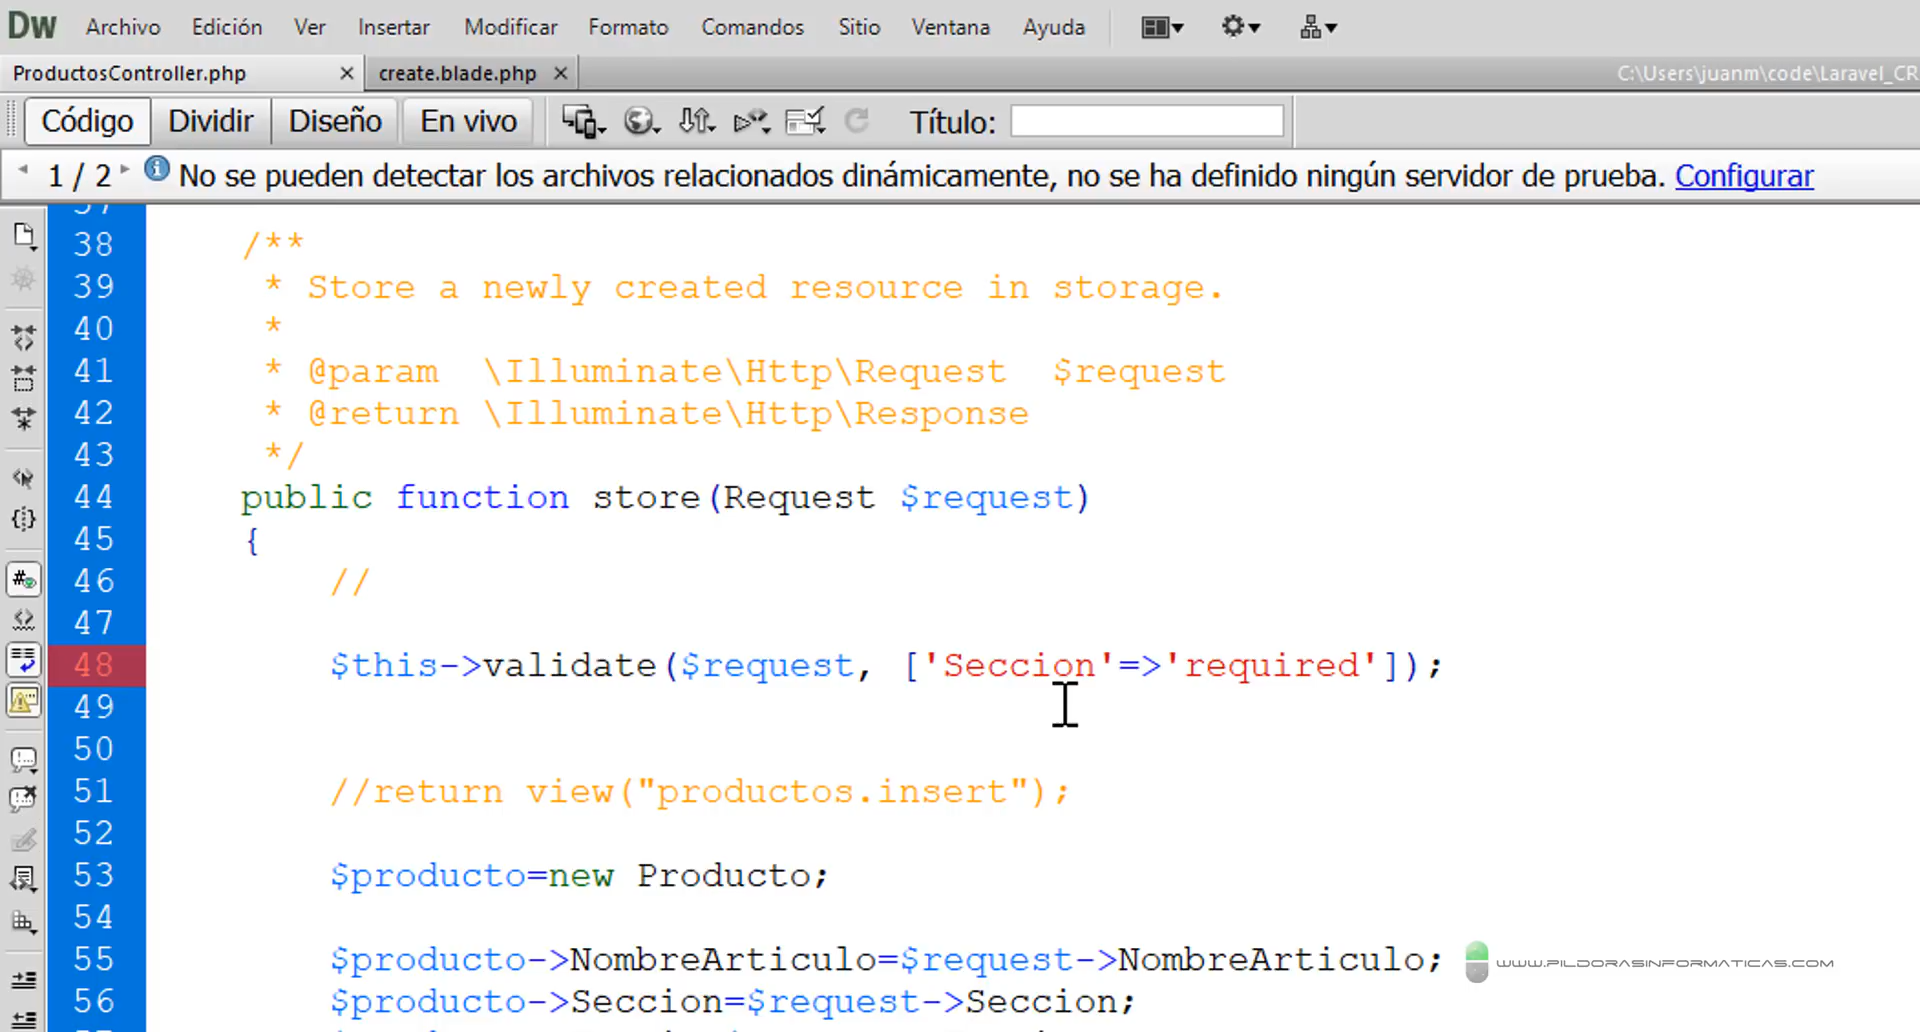 Dw Archivo Edición Ver Insertar Modificar Formato Comandos Sitio Ventana Ayuda
ProductosController.php create.blade.php C:\Users\juanm\code\Laravel_CR
Código Dividir Diseño En vivo Título:
1 / 2 No se pueden detectar los archivos relacionados dinámicamente, no se ha definido ningún servidor de prueba. Configurar
37
38 /**
39 * Store a newly created resource in storage.
40 *
41 * @param \Illuminate\Http\Request $request
42 * @return \Illuminate\Http\Response
43 */
44 public function store(Request $request)
45 {
46 //
47
48 $this->validate($request, ['Seccion'=>'required']);
49
50
51 //return view("productos.insert");
52
53 $producto=new Producto;
54
55 $producto->NombreArticulo=$request->NombreArticulo;
WWW.PILDORASINFORMATICAS.COM
56 $producto->Seccion=$request->Seccion;